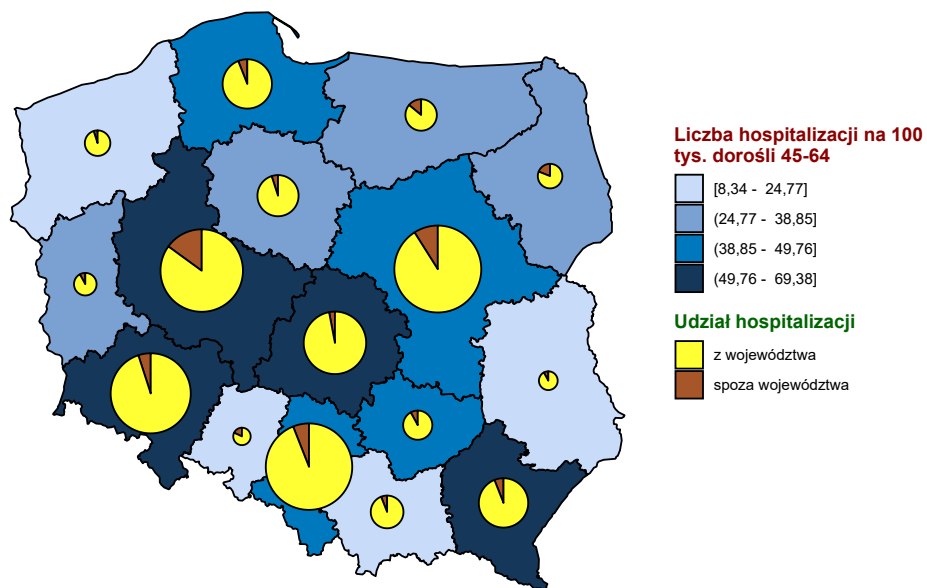 Liczba hospitalizacji na 100
tys. dorośli 45-64
[8,34 - 24,77]
(24,77 - 38,85]
(38,85 - 49,76]
(49,76 - 69,38]
Udział hospitalizacji
z województwa
spoza województwa